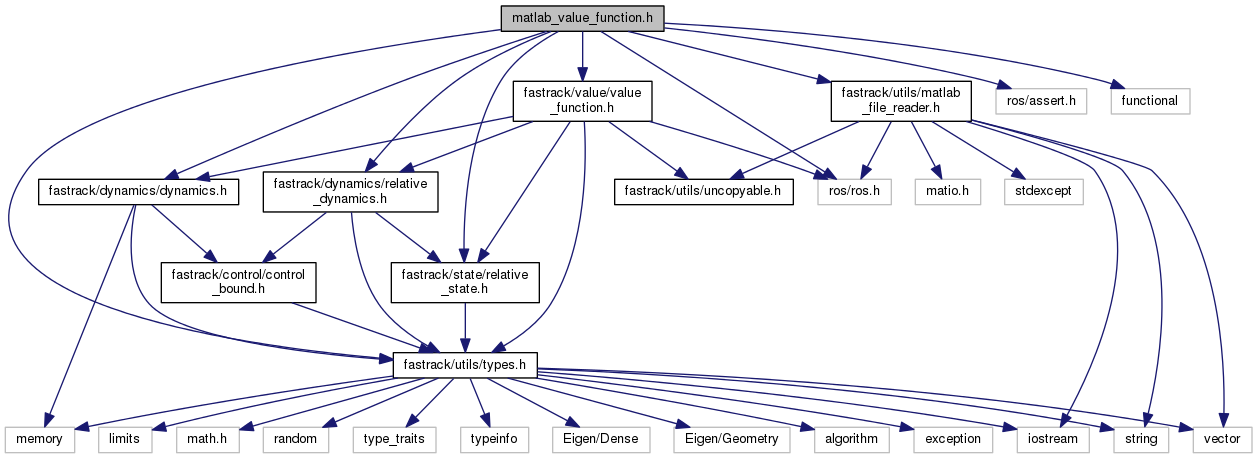 matlab_value_function.h
fastrack/value/value
_function.h
fastrack/utils/matlab
_file_reader.h
ros/assert.h
functional
fastrack/dynamics/dynamics.h
fastrack/dynamics/relative
_dynamics.h
fastrack/utils/uncopyable.h
ros/ros.h
matio.h
stdexcept
fastrack/control/control
_bound.h
fastrack/state/relative
_state.h
fastrack/utils/types.h
memory
limits
math.h
random
type_traits
typeinfo
Eigen/Dense
Eigen/Geometry
algorithm
exception
iostream
string
vector